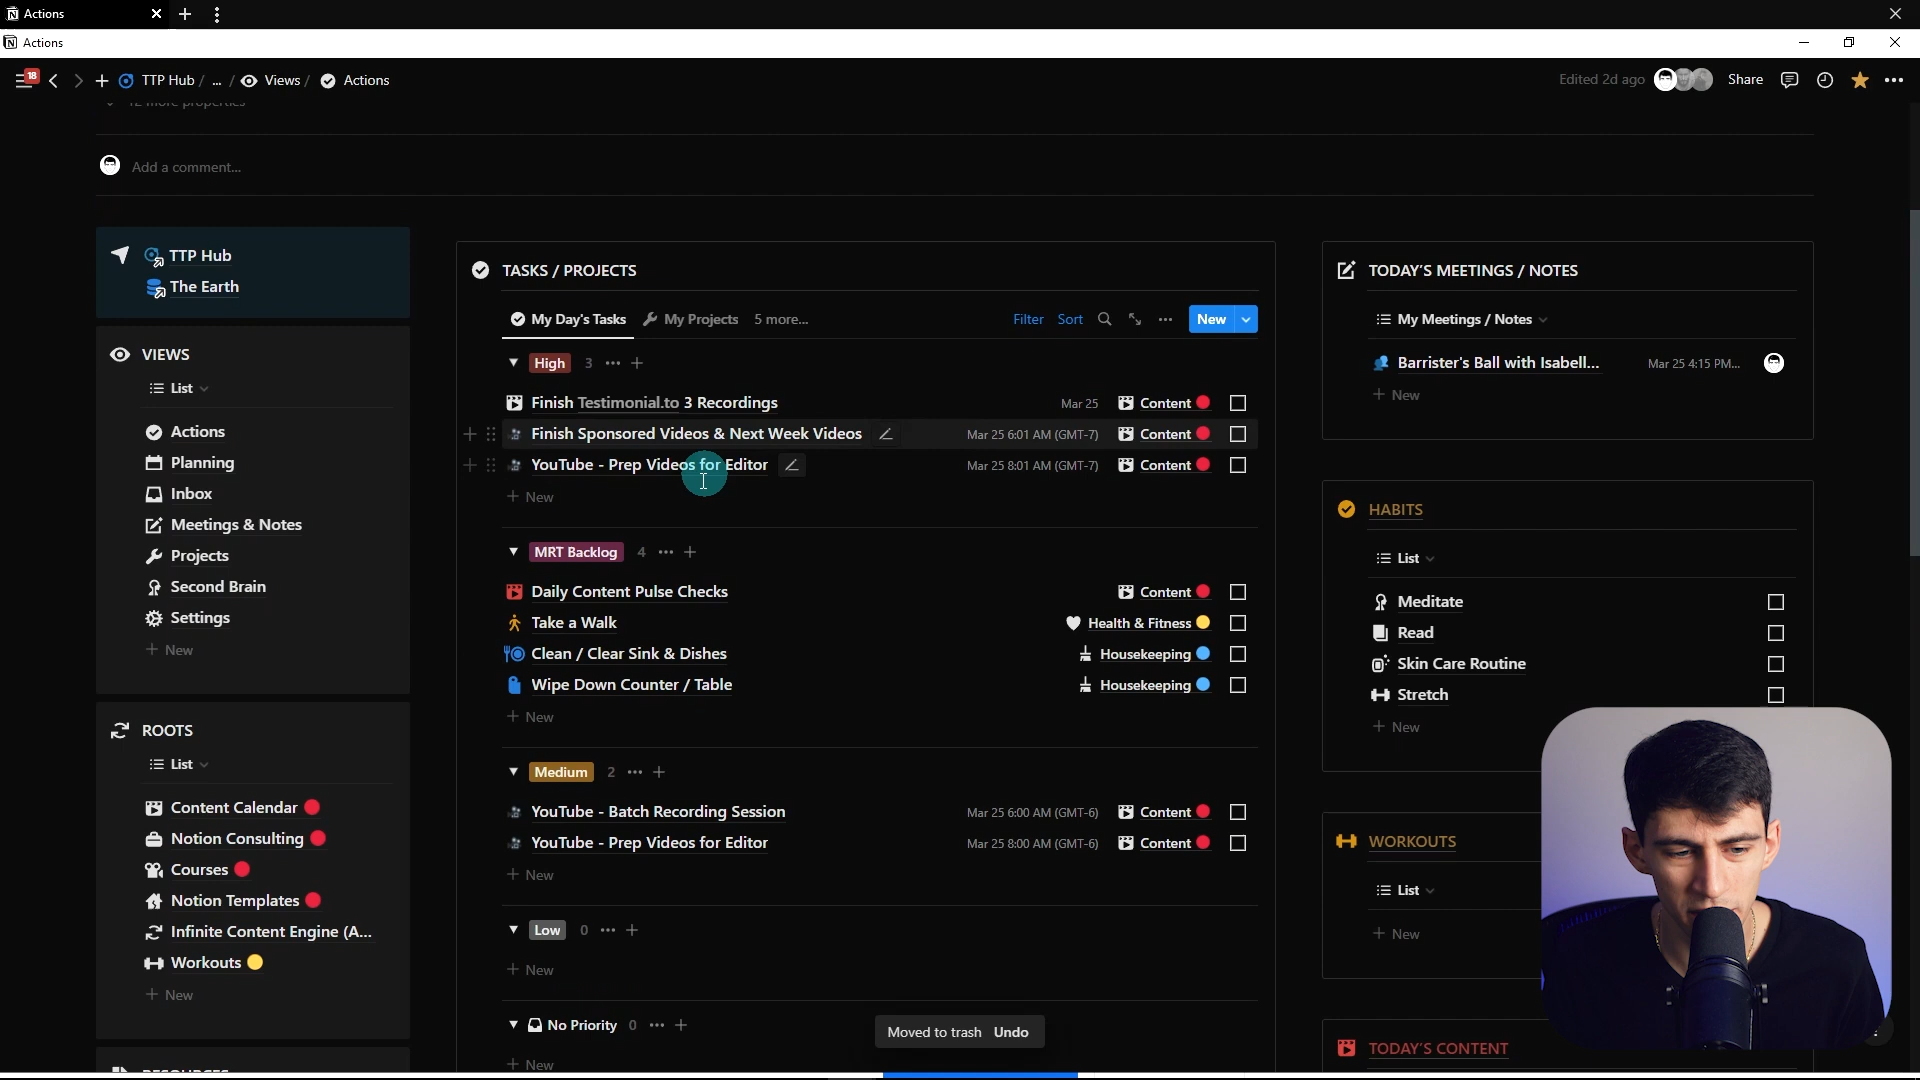 Actions
Actions
18
TTP Hub / ... / Views / Actions
Edited 2d ago
Share
12 more properties
Add a comment...
TTP Hub
The Earth
VIEWS
List
Actions
Planning
Inbox
Meetings & Notes
Projects
Second Brain
Settings
New
ROOTS
List
Content Calendar
Notion Consulting
Courses
Notion Templates
Infinite Content Engine (A...
Workouts
New
TASKS / PROJECTS
My Day's Tasks My Projects 5 more... Filter Sort New
High 3
Finish Testimonial.to 3 Recordings Mar 25 Content
Finish Sponsored Videos & Next Week Videos Mar 25 6:01 AM (GMT-7) Content
YouTube - Prep Videos for Editor Mar 25 8:01 AM (GMT-7) Content
New
MRT Backlog 4
Daily Content Pulse Checks Content
Take a Walk Health & Fitness
Clean / Clear Sink & Dishes Housekeeping
Wipe Down Counter / Table Housekeeping
New
Medium 2
YouTube - Batch Recording Session Mar 25 6:00 AM (GMT-6) Content
YouTube - Prep Videos for Editor Mar 25 8:00 AM (GMT-6) Content
New
Low 0
New
No Priority 0
New
Moved to trash Undo
TODAY'S MEETINGS / NOTES
My Meetings / Notes
Barrister's Ball with Isabell... Mar 25 4:15 PM...
New
HABITS
List
Meditate
Read
Skin Care Routine
Stretch
New
WORKOUTS
List
New
TODAY'S CONTENT